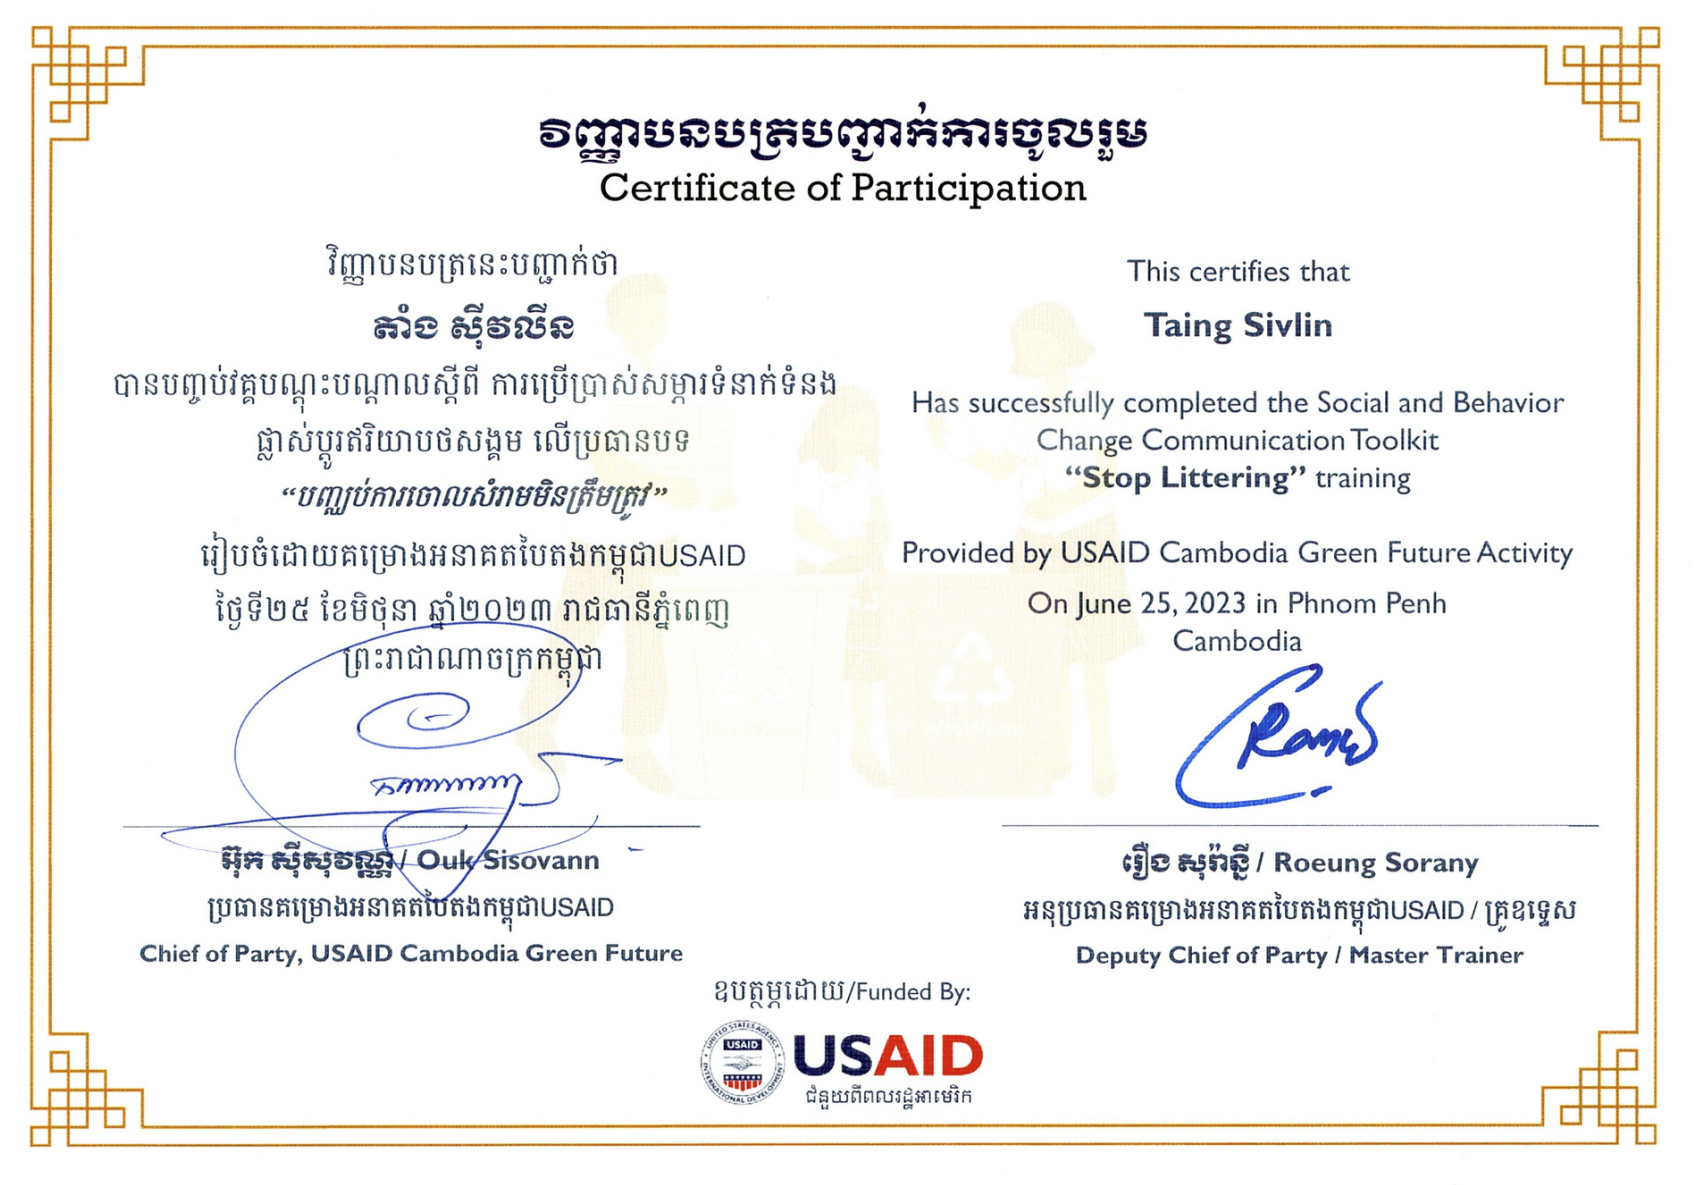 វិញ្ញាបនបត្របញ្ជាក់ការចូលរួម
Certificate of Participation
វិញ្ញាបនបត្រនេះបញ្ជាក់ថា
តាំង ស៊ីវលីន
បានបញ្ចប់វគ្គបណ្តុះបណ្តាលស្តីពី ការប្រើប្រាស់សម្ភារទំនាក់ទំនង
ផ្លាស់ប្តូរឥរិយាបថសង្គម លើប្រធានបទ
“បញ្ឈប់ការចោលសំរាមមិនត្រឹមត្រូវ”
រៀបចំដោយគម្រោងអនាគតបៃតងកម្ពុជាUSAID
ថ្ងៃទី២៥ ខែមិថុនា ឆ្នាំ២០២៣ រាជធានីភ្នំពេញ
ព្រះរាជាណាចក្រកម្ពុជា
This certifies that
Taing Sivlin
Has successfully completed the Social and Behavior
Change Communication Toolkit
“Stop Littering” training
Provided by USAID Cambodia Green Future Activity
On June 25, 2023 in Phnom Penh
Cambodia
អ៊ុក ស៊ីសុវណ្ណ/ Ouk Sisovann
ប្រធានគម្រោងអនាគតបៃតងកម្ពុជាUSAID
Chief of Party, USAID Cambodia Green Future
រឿង សុរ៉ានី្ន / Roeung Sorany
អនុប្រធានគម្រោងអនាគតបៃតងកម្ពុជាUSAID / គ្រូឧទ្ទេស
Deputy Chief of Party / Master Trainer
ឧបត្ថម្ភដោយ/Funded By:
UNITED STATES AGENCY
USAID
INTERNATIONAL DEVELOPMENT
USAID
ជំនួយពីពលរដ្ឋអាមេរិក